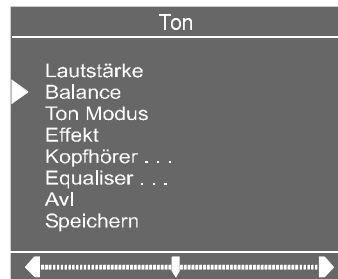 Ton
Lautstärke
Balance
Ton Modus
Effekt
Kopfhörer . . .
Equaliser . . .
Avl
Speichern